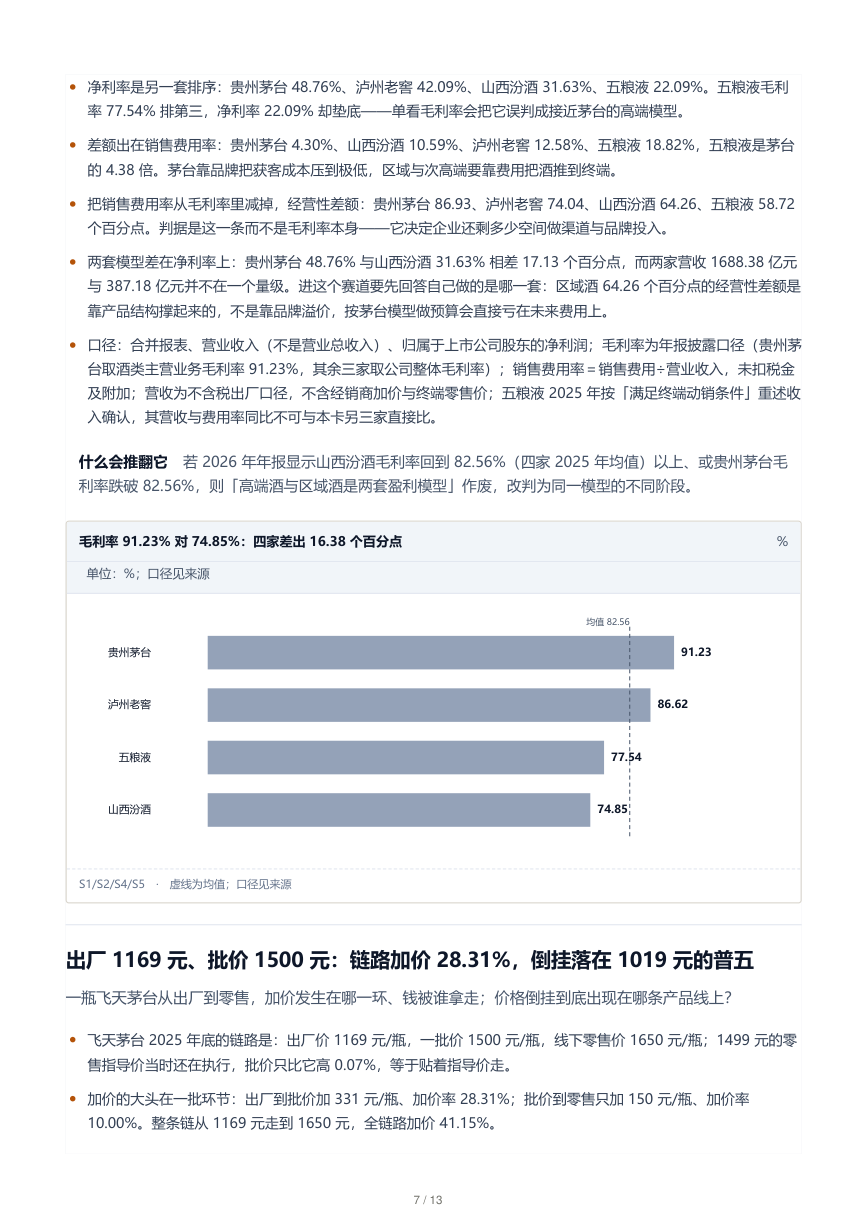 净利率是另一套排序：贵州茅台 48.76%、泸州老窖 42.09%、山西汾酒 31.63%、五粮液 22.09%。五粮液毛利
率 77.54% 排第三，净利率 22.09% 却垫底——单看毛利率会把它误判成接近茅台的高端模型。
差额出在销售费用率：贵州茅台 4.30%、山西汾酒 10.59%、泸州老窖 12.58%、五粮液 18.82%，五粮液是茅台
的 4.38 倍。茅台靠品牌把获客成本压到极低，区域与次高端要靠费用把酒推到终端。
把销售费用率从毛利率里减掉，经营性差额：贵州茅台 86.93、泸州老窖 74.04、山西汾酒 64.26、五粮液 58.72
个百分点。判据是这一条而不是毛利率本身——它决定企业还剩多少空间做渠道与品牌投入。
两套模型差在净利率上：贵州茅台 48.76% 与山西汾酒 31.63% 相差 17.13 个百分点，而两家营收 1688.38 亿元
与 387.18 亿元并不在一个量级。进这个赛道要先回答自己做的是哪一套：区域酒 64.26 个百分点的经营性差额是
靠产品结构撑起来的，不是靠品牌溢价，按茅台模型做预算会直接亏在未来费用上。
口径：合并报表、营业收入（不是营业总收入）、归属于上市公司股东的净利润；毛利率为年报披露口径（贵州茅
台取酒类主营业务毛利率 91.23%，其余三家取公司整体毛利率）；销售费用率＝销售费用÷营业收入，未扣税金
及附加；营收为不含税出厂口径，不含经销商加价与终端零售价；五粮液 2025 年按「满足终端动销条件」重述收
入确认，其营收与费用率同比不可与本卡另三家直接比。
什么会推翻它 若 2026 年年报显示山西汾酒毛利率回到 82.56%（四家 2025 年均值）以上、或贵州茅台毛
利率跌破 82.56%，则「高端酒与区域酒是两套盈利模型」作废，改判为同一模型的不同阶段。
毛利率 91.23% 对 74.85%：四家差出 16.38 个百分点 %
单位：%；口径见来源
均值 82.56
贵州茅台 91.23
泸州老窖 86.62
五粮液 77.54
山西汾酒 74.85
S1/S2/S4/S5 · 虚线为均值；口径见来源
出厂 1169 元、批价 1500 元：链路加价 28.31%，倒挂落在 1019 元的普五
一瓶飞天茅台从出厂到零售，加价发生在哪一环、钱被谁拿走；价格倒挂到底出现在哪条产品线上？
飞天茅台 2025 年底的链路是：出厂价 1169 元/瓶，一批价 1500 元/瓶，线下零售价 1650 元/瓶；1499 元的零
售指导价当时还在执行，批价只比它高 0.07%，等于贴着指导价走。
加价的大头在一批环节：出厂到批价加 331 元/瓶、加价率 28.31%；批价到零售只加 150 元/瓶、加价率
10.00%。整条链从 1169 元走到 1650 元，全链路加价 41.15%。
7 / 13